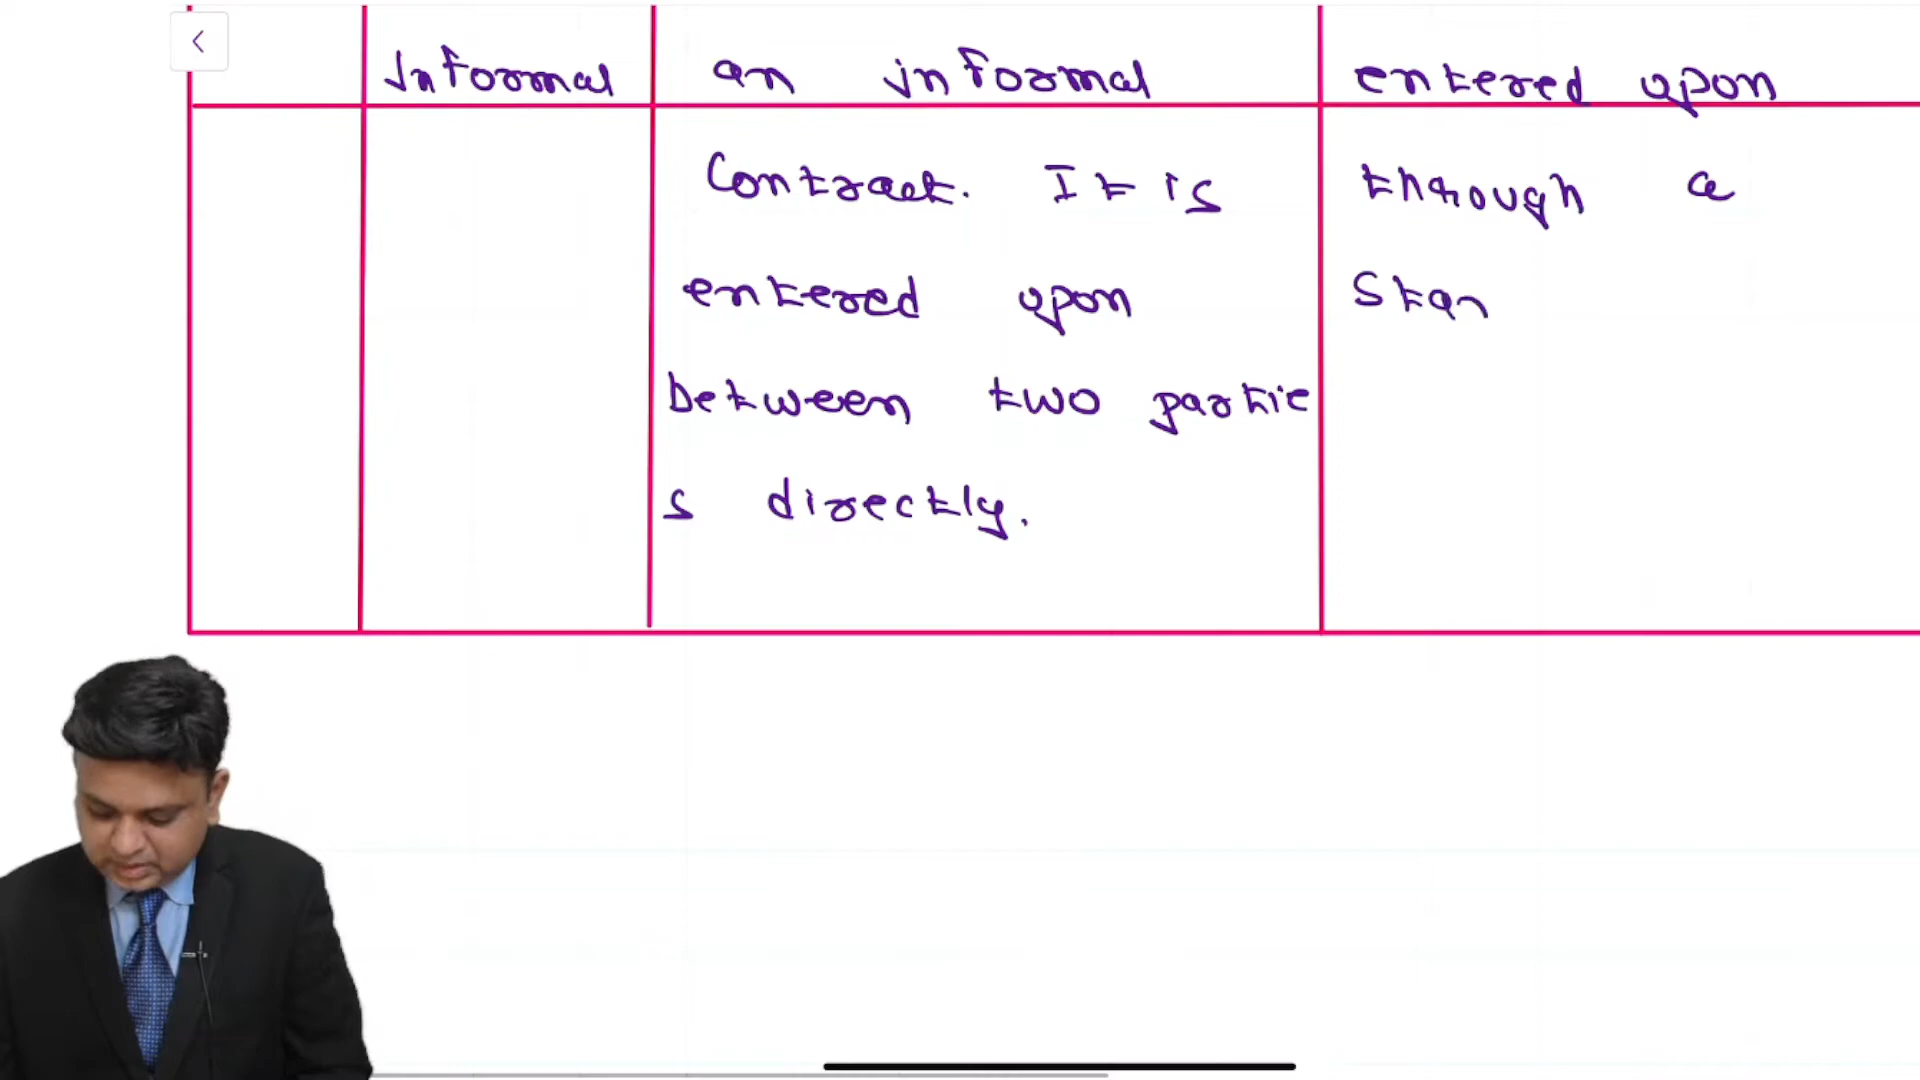 Informal an informal entered upon
Contract. It is through a
entered upon Stan
between two partie
s directly.